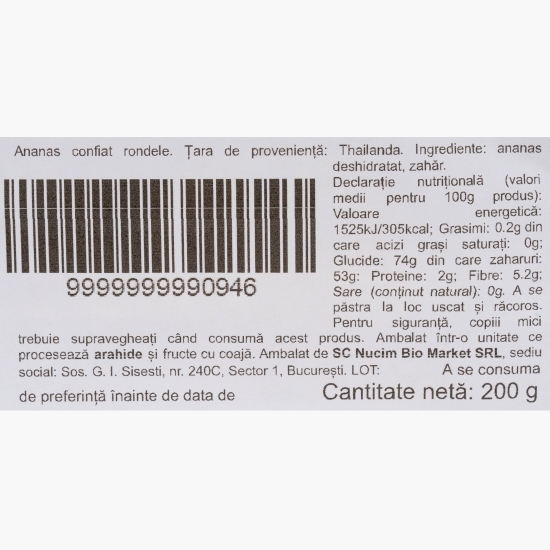 Ananas confiat rondele. Țara de proveniență: Thailanda. Ingrediente: ananas
deshidratat, zahăr.
Declarație nutrițională (valori
medii pentru 100g produs):
Valoare energetică:
1525kJ/305kcal; Grasimi: 0.2g din
care acizi grași saturați: 0g;
Glucide: 74g din care zaharuri:
53g: Proteine: 2g; Fibre: 5.2g;
Sare (conținut natural); 0g. A se
păstra la loc uscat și răcoros.
Pentru siguranță, copiii mici
9999999990946
trebuie supravegheați când consumă acest produs. Ambalat într-o unitate ce
procesează arahide și fructe cu coajă. Ambalat de SC Nucim Bio Market SRL, sediu
social: Sos. G. I. Sisesti, nr. 240C, Sector 1, București. LOT: A se consuma
de preferință înainte de data de Cantitate netă: 200 g